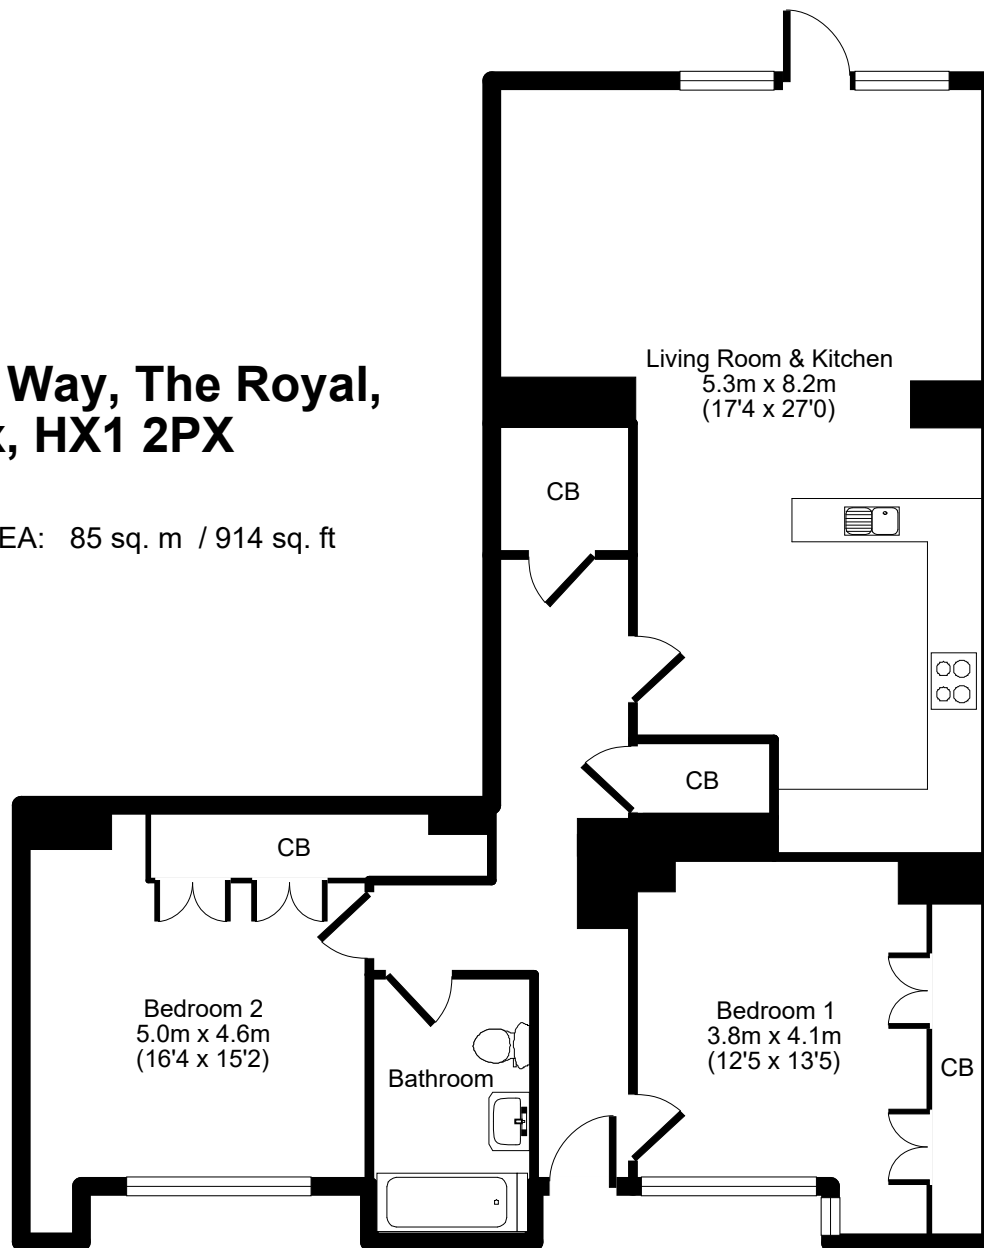 Way, The Royal,
HX1 2PX
85 sq. m / 914 sq. ft
Living Room & Kitchen
5.3m x 8.2m
(17'4 x 27'0)
CB
CB
CB
Bedroom 2
5.0m x 4.6m
(16'4 x 15'2)
Bedroom 1
3.8m x 4.1m
(12'5 x 13'5)
Bathroom
CB